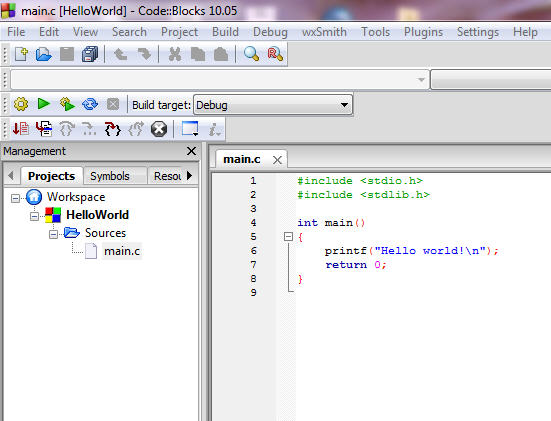 main.c [HelloWorld] - Code::Blocks 10.05
File Edit View Search Project Build Debug wxSmith Tools Plugins Settings Help
Build target: Debug
Management
Projects Symbols Resou
Workspace
HelloWorld
Sources
main.c
main.c
1 #include <stdio.h>
2 #include <stdlib.h>
3
4 int main()
5 {
6 printf("Hello world!\n");
7 return 0;
8 }
9